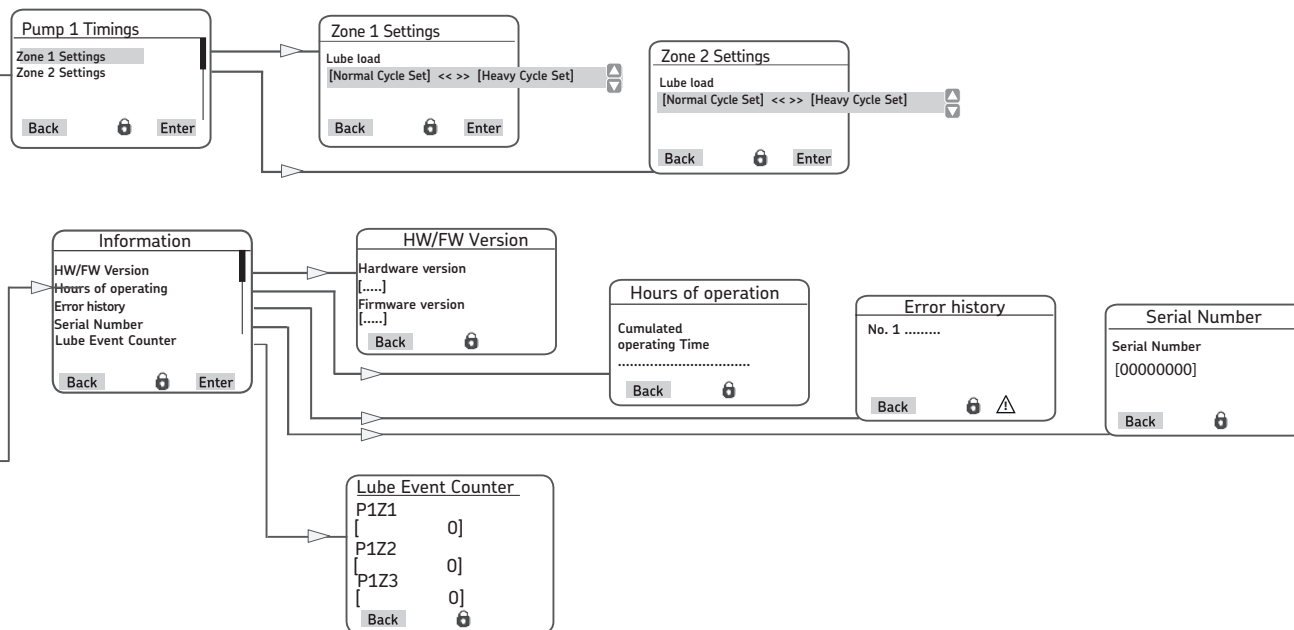 Pump 1 Timings
Zone 1 Settings
Zone 2 Settings
Back Enter
Zone 1 Settings
Lube load
[Normal Cycle Set] << >> [Heavy Cycle Set]
Back Enter
Zone 2 Settings
Lube load
[Normal Cycle Set] << >> [Heavy Cycle Set]
Back Enter
Information
HW/FW Version
Hours of operating
Error history
Serial Number
Lube Event Counter
Back Enter
HW/FW Version
Hardware version
[.....]
Firmware version
[.....]
Back
Hours of operation
Cumulated
operating Time
.................................
Back
Error history
No. 1 .........
Back
Serial Number
Serial Number
[00000000]
Back
Lube Event Counter
P1Z1
[ 0]
P1Z2
[ 0]
P1Z3
[ 0]
Back